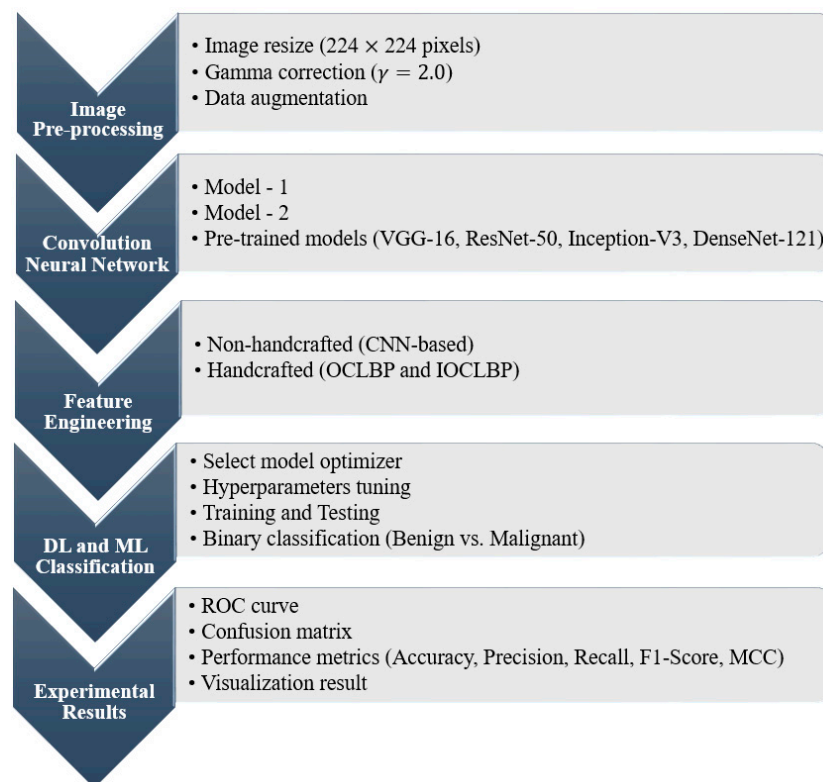 Image
Pre-processing
• Image resize (224 × 224 pixels)
• Gamma correction (γ = 2.0)
• Data augmentation
Convolution
Neural Network
• Model - 1
• Model - 2
• Pre-trained models (VGG-16, ResNet-50, Inception-V3, DenseNet-121)
Feature
Engineering
• Non-handcrafted (CNN-based)
• Handcrafted (OCLBP and IOCLBP)
DL and ML
Classification
• Select model optimizer
• Hyperparameters tuning
• Training and Testing
• Binary classification (Benign vs. Malignant)
Experimental
Results
• ROC curve
• Confusion matrix
• Performance metrics (Accuracy, Precision, Recall, F1-Score, MCC)
• Visualization result